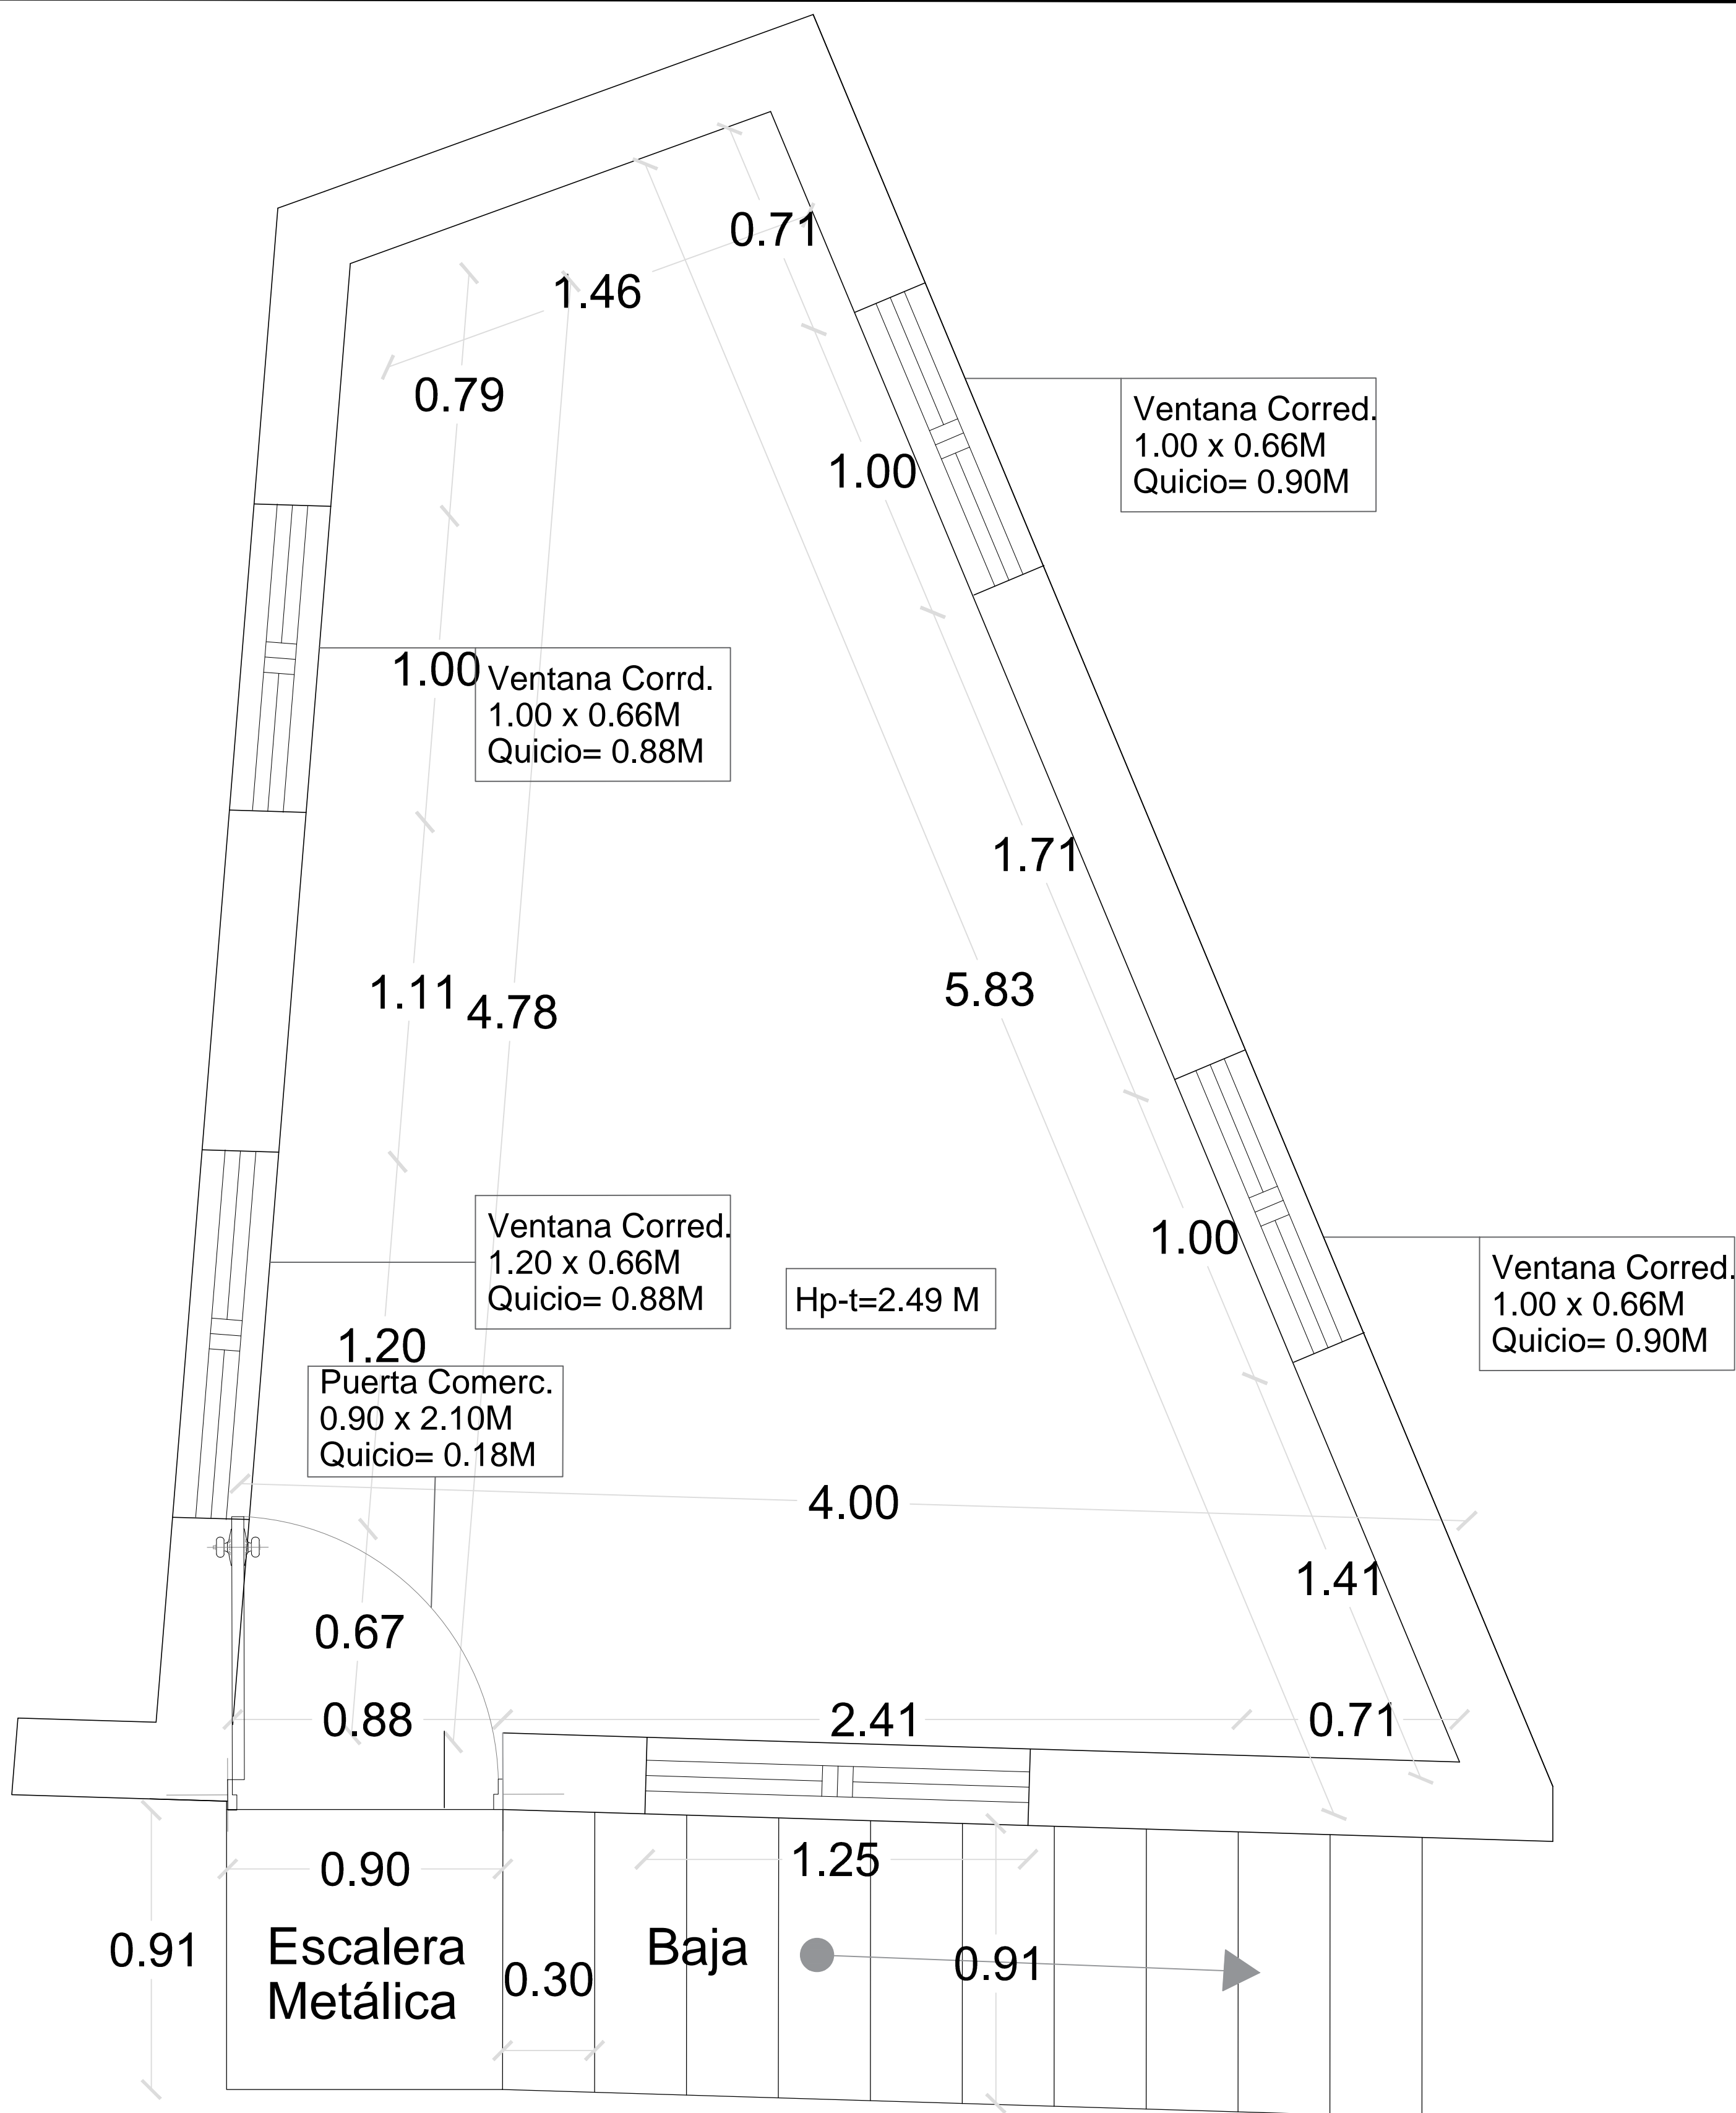 0.71
1.46
0.79
Ventana Corred.
1.00 x 0.66M
Quicio= 0.90M
1.00
1.00
Ventana Corrd.
1.00 x 0.66M
Quicio= 0.88M
1.71
1.11
4.78
5.83
Ventana Corred.
1.20 x 0.66M
Quicio= 0.88M
1.00
Hp-t=2.49 M
Ventana Corred.
1.00 x 0.66M
Quicio= 0.90M
1.20
Puerta Comerc.
0.90 x 2.10M
Quicio= 0.18M
4.00
1.41
0.67
0.88
2.41
0.71
1.25
0.90
0.91
Escalera
Metálica
0.30
Baja
0.91